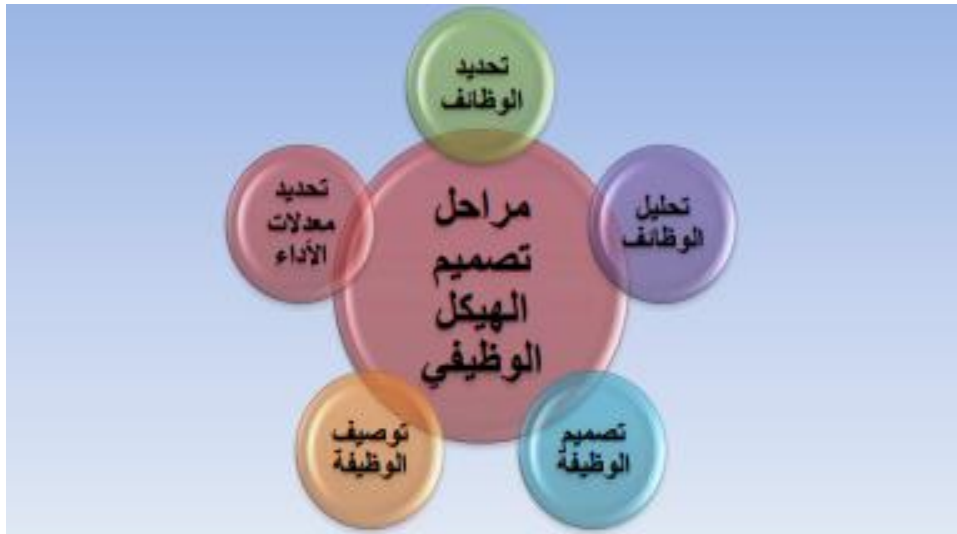 تحديد
الوظائف
تحليل
الوظائف
تصميم
الوظيفة
توصيف
الوظيفة
تحديد
معدلات
الأداء
مراحل
تصميم
الهيكل
الوظيفي